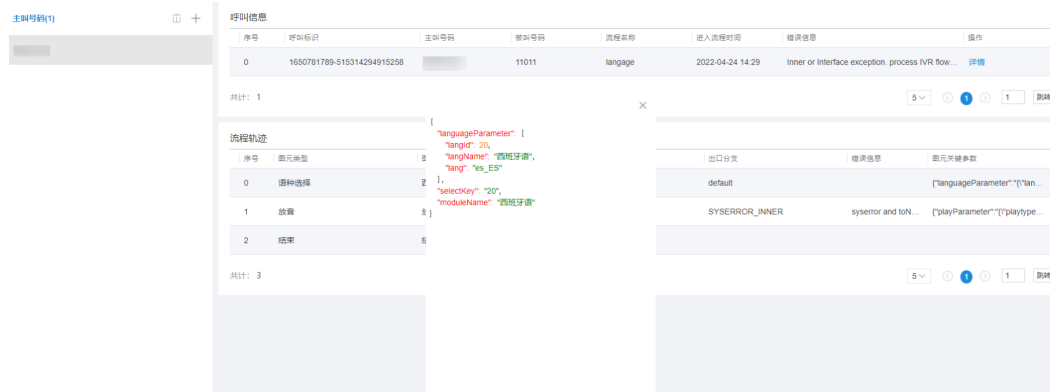 主叫号码(1)
呼叫信息
序号 呼叫标识 主叫号码 被叫号码 流程名称 进入流程时间 错误信息 操作
0 1650781789-515314294915258 11011 langage 2022-04-24 14:29 Inner or Interface exception. process IVR flow... 详情
共计: 1
5 1 1 跳转
流程轨迹
序号 图元类型 出口分支 错误信息 图元关键参数
0 语种选择 default {"languageParameter":"{\"lan...
1 放音 SYSERROR_INNER syserror and toN... {"playParameter":"{\"playtype...
2 结束
共计: 3
5 1 1 跳转
{
"languageParameter": {
"langId": 20,
"langName": "西班牙语",
"lang": "es_ES"
},
"selectKey": "20",
"moduleName": "西班牙语"
}